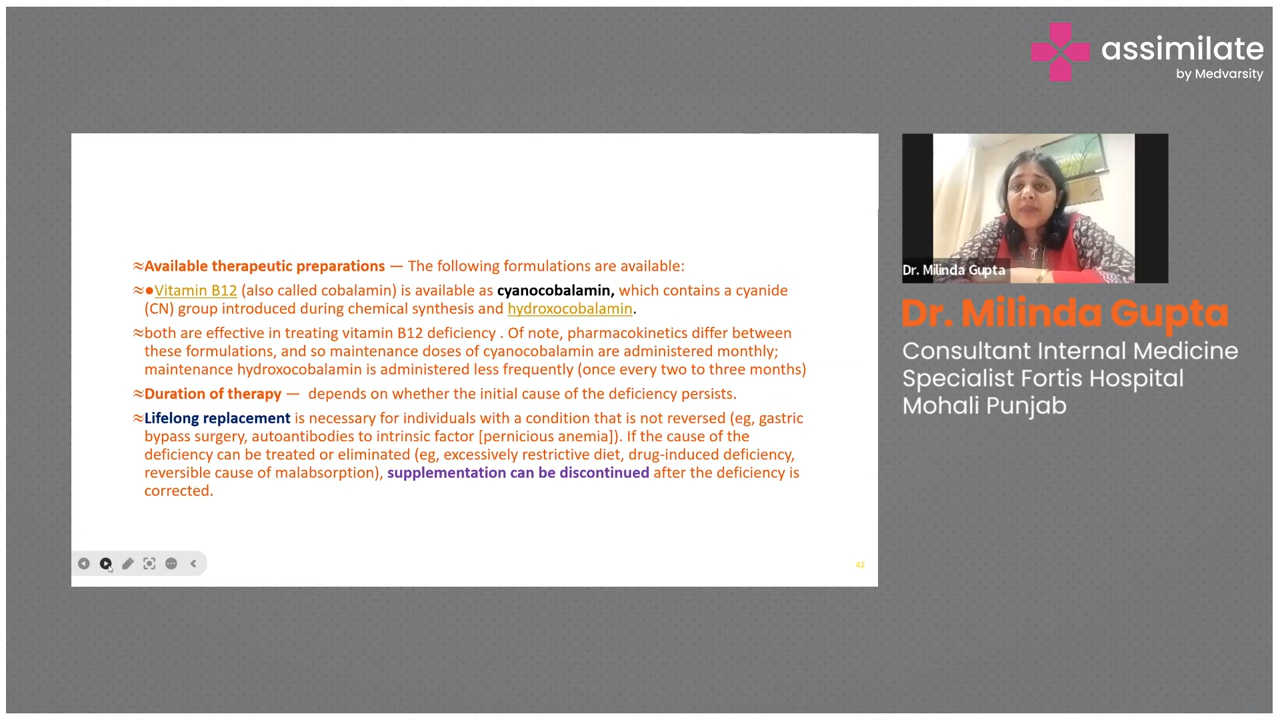 assimilate
by Medvarsity
≈Available therapeutic preparations — The following formulations are available:
≈●Vitamin B12 (also called cobalamin) is available as cyanocobalamin, which contains a cyanide
(CN) group introduced during chemical synthesis and hydroxocobalamin.
≈both are effective in treating vitamin B12 deficiency . Of note, pharmacokinetics differ between
these formulations, and so maintenance doses of cyanocobalamin are administered monthly;
maintenance hydroxocobalamin is administered less frequently (once every two to three months)
≈Duration of therapy — depends on whether the initial cause of the deficiency persists.
≈Lifelong replacement is necessary for individuals with a condition that is not reversed (eg, gastric
bypass surgery, autoantibodies to intrinsic factor [pernicious anemia]). If the cause of the
deficiency can be treated or eliminated (eg, excessively restrictive diet, drug-induced deficiency,
reversible cause of malabsorption), supplementation can be discontinued after the deficiency is
corrected.
42
Dr. Milinda Gupta
Dr. Milinda Gupta
Consultant Internal Medicine
Specialist Fortis Hospital
Mohali Punjab